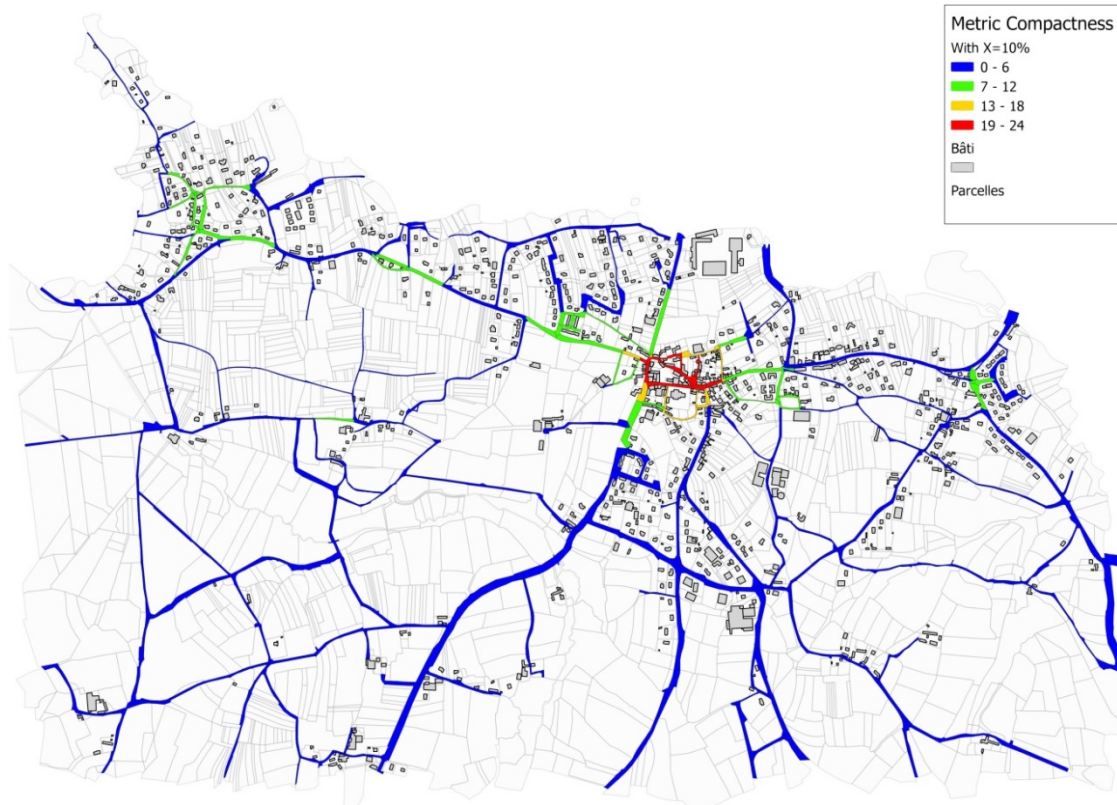 Metric Compactness
With X=10%
0 - 6
7 - 12
13 - 18
19 - 24
Bâti
Parcelles